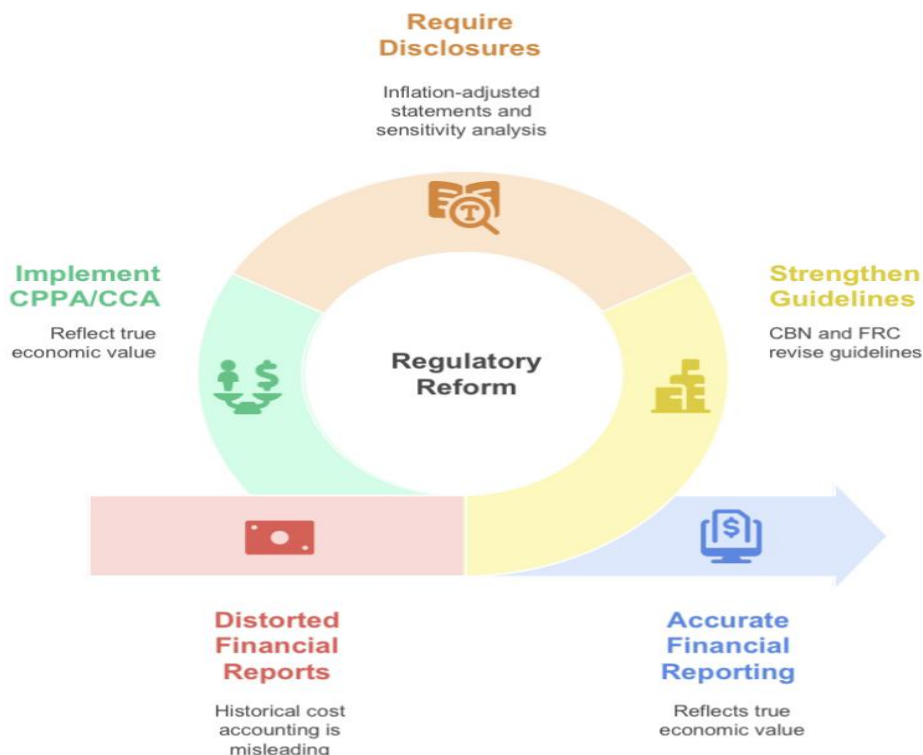 Require
Disclosures
Inflation-adjusted
statements and
sensitivity analysis
Implement
CPPA/CCA
Reflect true
economic value
Strengthen
Guidelines
CBN and FRC
revise guidelines
Regulatory
Reform
Distorted
Financial
Reports
Historical cost
accounting is
misleading
Accurate
Financial
Reporting
Reflects true
economic value